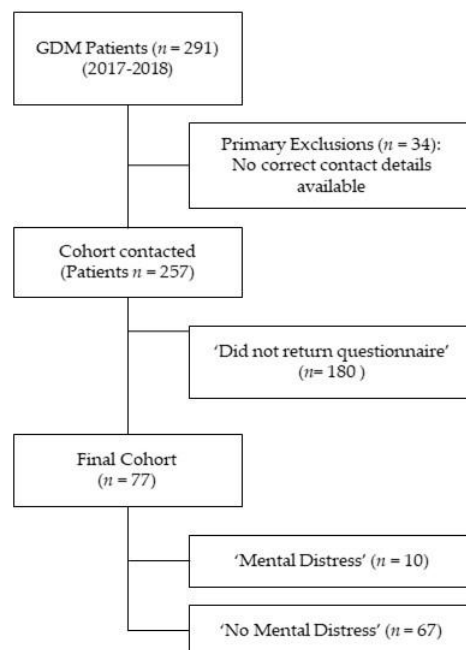 GDM Patients (n = 291)
(2017-2018)
Primary Exclusions (n = 34):
No correct contact details
available
Cohort contacted
(Patients n = 257)
‘Did not return questionnaire’
(n= 180 )
Final Cohort
(n = 77)
‘Mental Distress’ (n = 10)
‘No Mental Distress’ (n = 67)